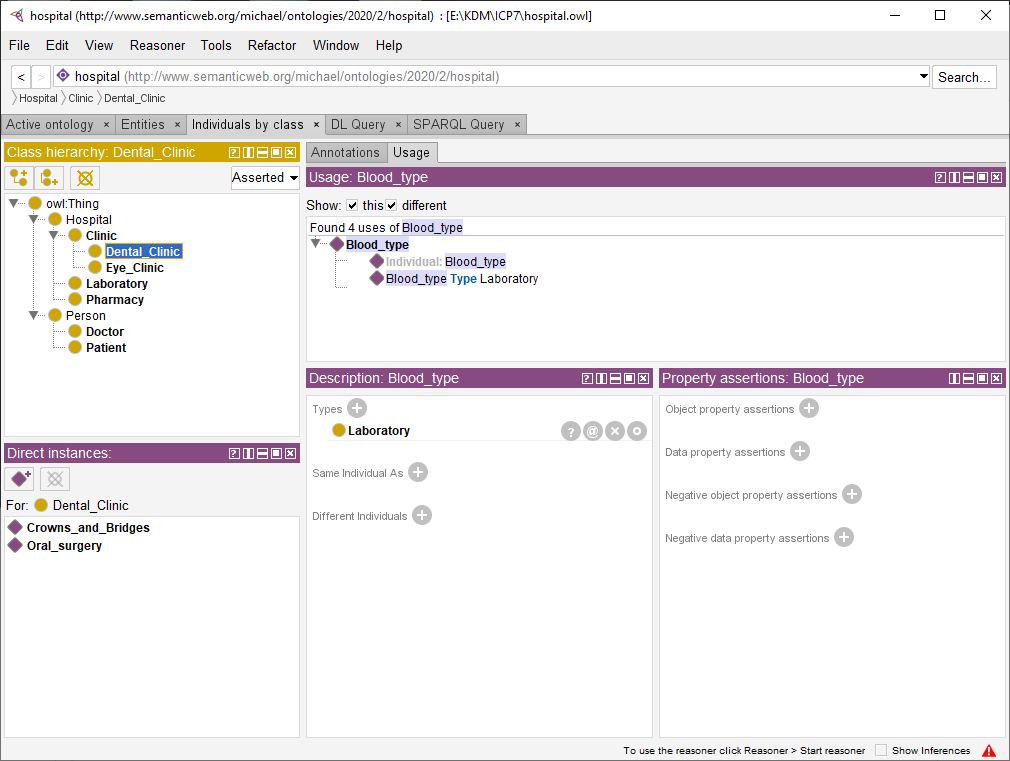 hospital (http://www.semanticweb.org/michael/ontologies/2020/2/hospital) : [E:\KDM\ICP7\hospital.owl]
File Edit View Reasoner Tools Refactor Window Help
< > hospital (http://www.semanticweb.org/michael/ontologies/2020/2/hospital) Search...
Hospital Clinic Dental_Clinic
Active ontology × Entities × Individuals by class × DL Query × SPARQL Query ×
Class hierarchy: Dental_Clinic
Asserted
owl:Thing
Hospital
Clinic
Dental_Clinic
Eye_Clinic
Laboratory
Pharmacy
Person
Doctor
Patient
Direct instances:
For: Dental_Clinic
Crowns_and_Bridges
Oral_surgery
Annotations Usage
Usage: Blood_type
Show: this different
Found 4 uses of Blood_type
Blood_type
Individual: Blood_type
Blood_type Type Laboratory
Description: Blood_type
Types
Laboratory
Same Individual As
Different Individuals
Property assertions: Blood_type
Object property assertions
Data property assertions
Negative object property assertions
Negative data property assertions
To use the reasoner click Reasoner > Start reasoner Show Inferences